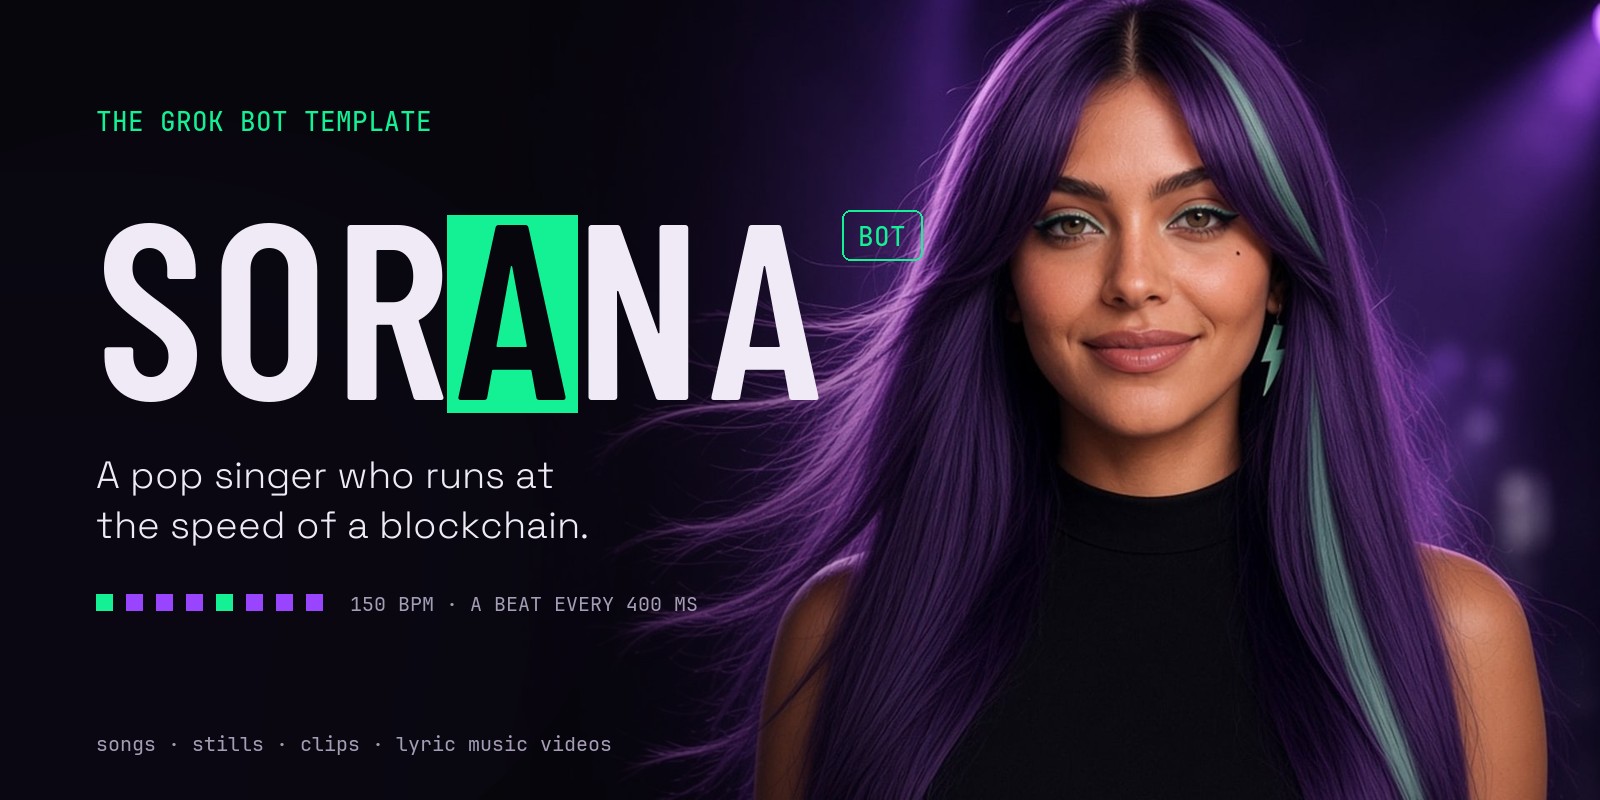 THE GROK BOT TEMPLATE
SORANA
BOT
A pop singer who runs at
the speed of a blockchain.
150 BPM · A BEAT EVERY 400 MS
songs · stills · clips · lyric music videos